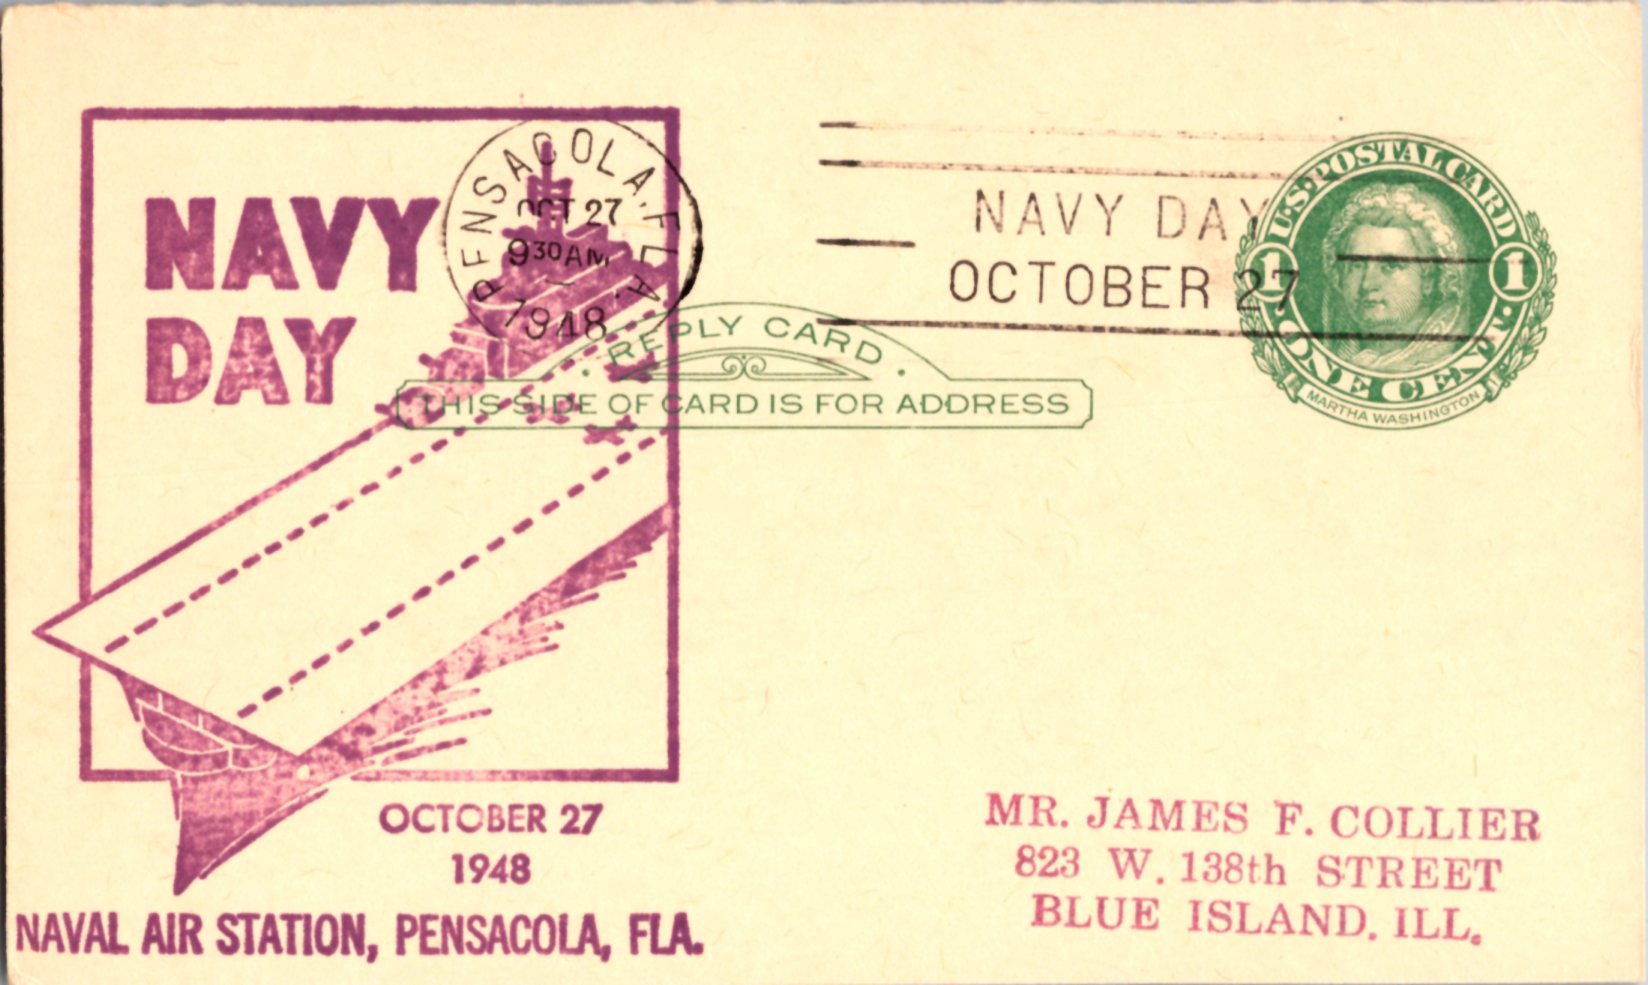 NAVY
DAY
PENSACOLA, FLA.
OCT 27
9 30 AM
1948
NAVY DAY
OCTOBER 27
U.S. POSTAL CARD
1 1
ONE CENT
MARTHA WASHINGTON
REPLY CARD
THIS SIDE OF CARD IS FOR ADDRESS
OCTOBER 27
1948
NAVAL AIR STATION, PENSACOLA, FLA.
MR. JAMES F. COLLIER
823 W. 138th STREET
BLUE ISLAND. ILL.